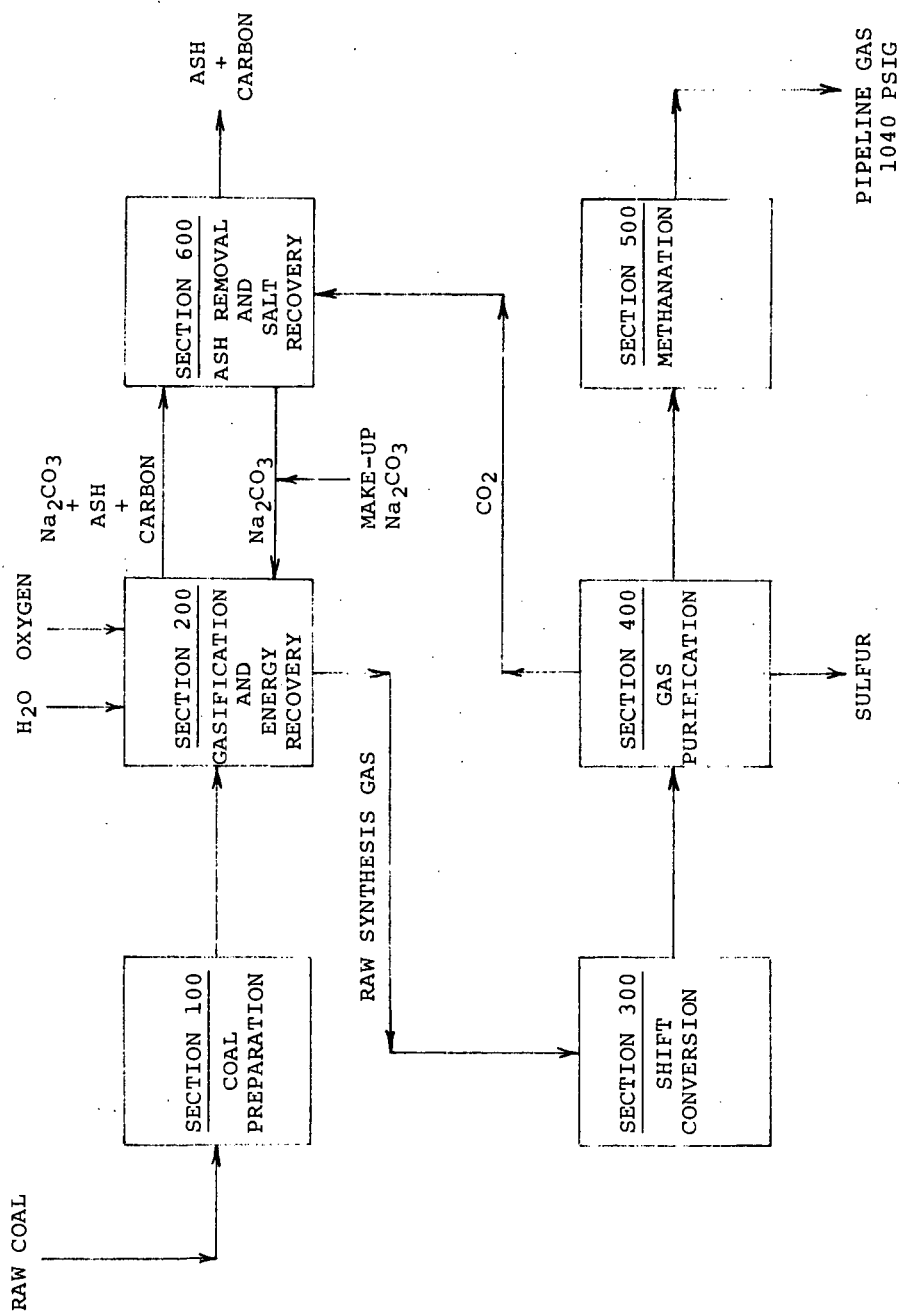 RAW COAL
SECTION 100
COAL
PREPARATION
H2O
OXYGEN
SECTION 200
GASIFICATION
AND
ENERGY
RECOVERY
Na2CO3
+
ASH
+
CARBON
Na2CO3
MAKE-UP
Na2CO3
SECTION 600
ASH REMOVAL
AND
SALT
RECOVERY
ASH
+
CARBON
RAW SYNTHESIS GAS
CO2
SECTION 300
SHIFT
CONVERSION
SECTION 400
GAS
PURIFICATION
SULFUR
SECTION 500
METHANATION
PIPELINE GAS
1040 PSIG